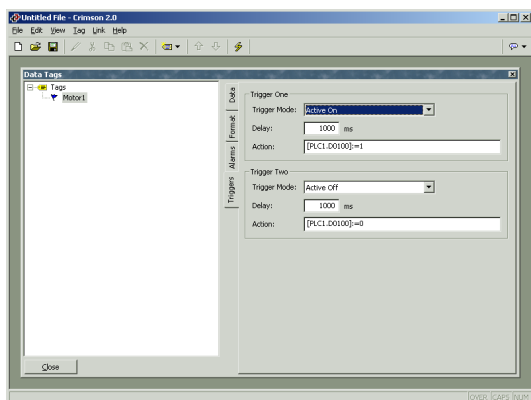 Untitled File - Crimson 2.0
File Edit View Tag Link Help
Data Tags
Tags
Motor1
Data
Format
Alarms
Triggers
Trigger One
Trigger Mode: Active On
Delay: 1000 ms
Action: [PLC1.D0100]:=1
Trigger Two
Trigger Mode: Active Off
Delay: 1000 ms
Action: [PLC1.D0100]:=0
Close
OVER CAPS NUM